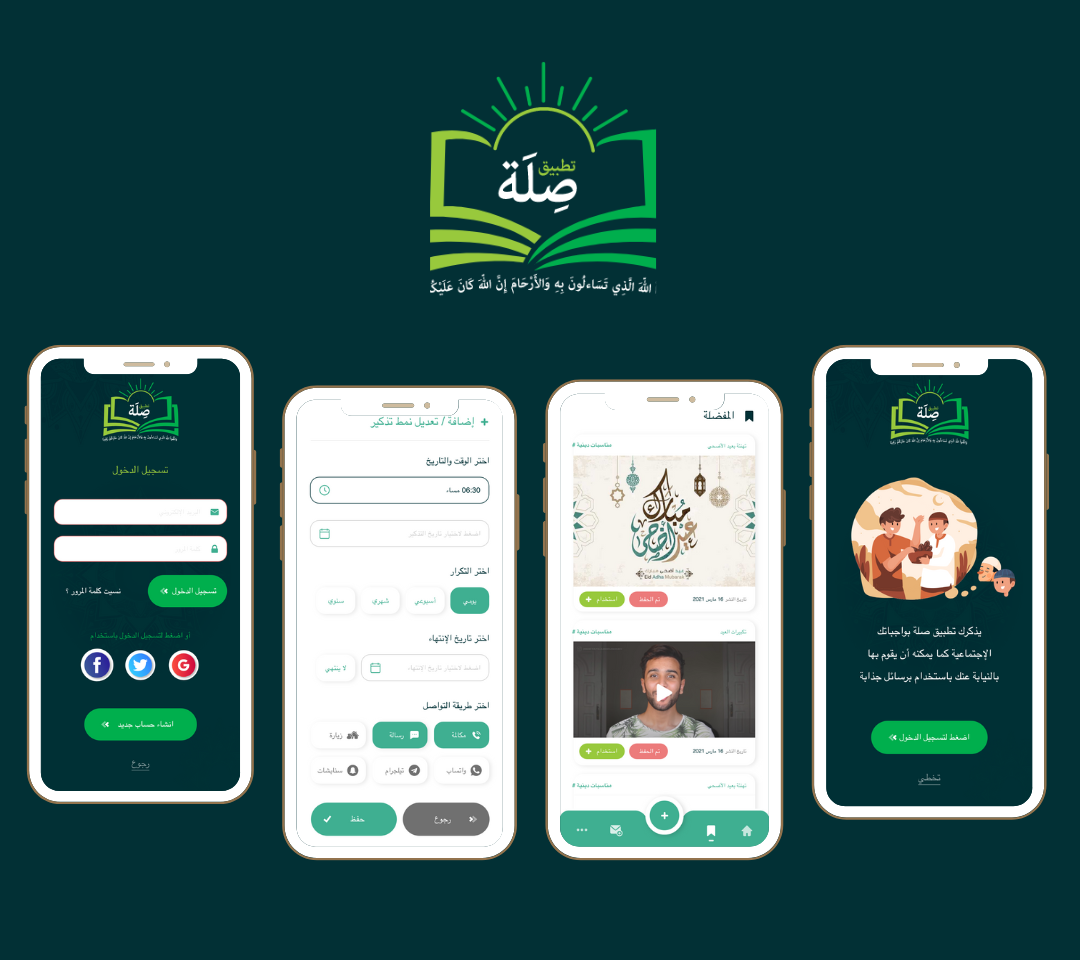 تطبيق
صِلَة
اللَّهَ الَّذِي تَسَاءَلُونَ بِهِ وَالأَرْحَامَ إِنَّ اللَّهَ كَانَ عَلَيْكُ
تطبيق
صِلَة
يذكرك تطبيق صلة بواجباتك
الإجتماعية كما يمكنه أن يقوم بها
بالنيابة عنك باستخدام برسائل جذابة
اضغط لتسجيل الدخول
تخطي
المفضلة
تهنئة بعيد الأضحى
مناسبات دينية #
عيد أضحى مبارك
Eid Adha Mubarak
تاريخ النشر 16 مارس 2021
تم الحفظ
استخدام +
تكبيرات العيد
مناسبات دينية #
تاريخ النشر 16 مارس 2021
تم الحفظ
استخدام +
تهنئة بعيد الأضحى
مناسبات دينية #
+ إضافة / تعديل نمط تذكير
اختر الوقت والتاريخ
06:30 مساء
اضغط لاختيار تاريخ التذكير
اختر التكرار
يومي
أسبوعي
شهري
سنوي
اختر تاريخ الإنتهاء
اضغط لاختيار تاريخ الإنتهاء
لا ينتهي
اختر طريقة التواصل
مكالمة
رسالة
زيارة
واتساب
تيلجرام
سنابشات
رجوع
حفظ
تطبيق
صِلَة
تسجيل الدخول
البريد الإلكتروني
تسجيل الدخول
نسيت كلمة المرور ؟
أو اضغط لتسجيل الدخول باستخدام
انشاء حساب جديد
رجوع